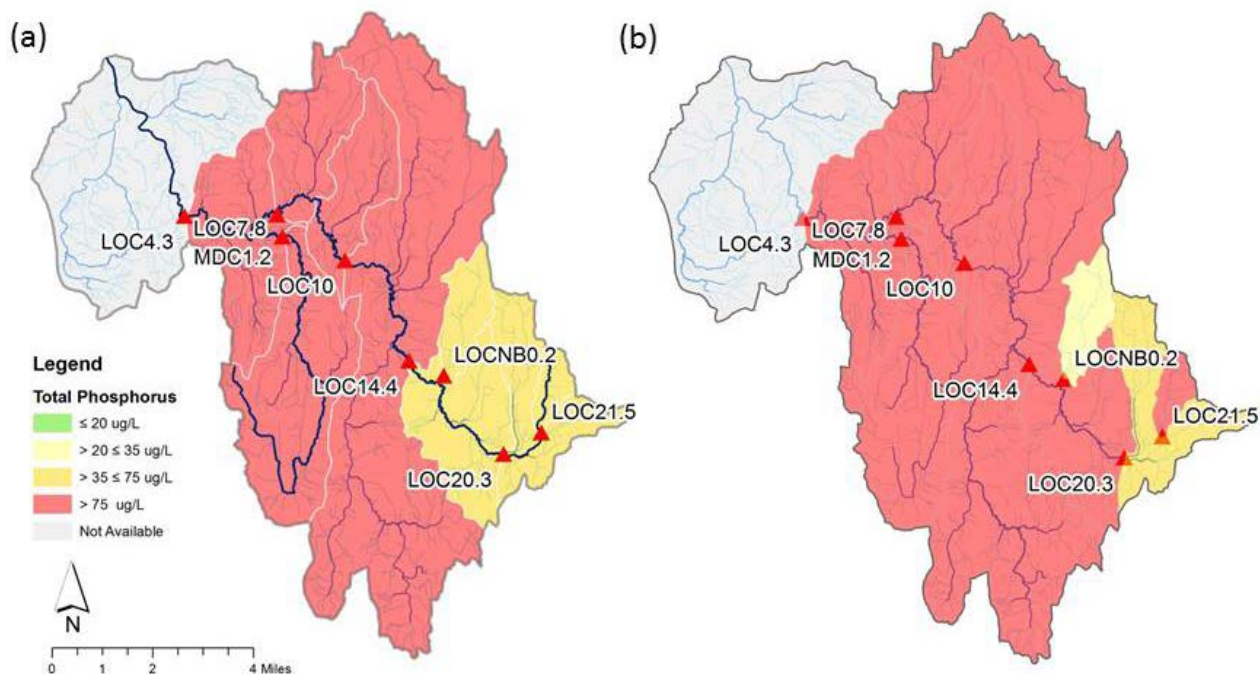 (a)
LOC4.3
LOC7.8
MDC1.2
LOC10
LOC14.4
LOCNB0.2
LOC21.5
LOC20.3
Legend
Total Phosphorus
≤ 20 ug/L
> 20 ≤ 35 ug/L
> 35 ≤ 75 ug/L
> 75 ug/L
Not Available
N
0 1 2 4 Miles
(b)
LOC4.3
LOC7.8
MDC1.2
LOC10
LOC14.4
LOCNB0.2
LOC21.5
LOC20.3